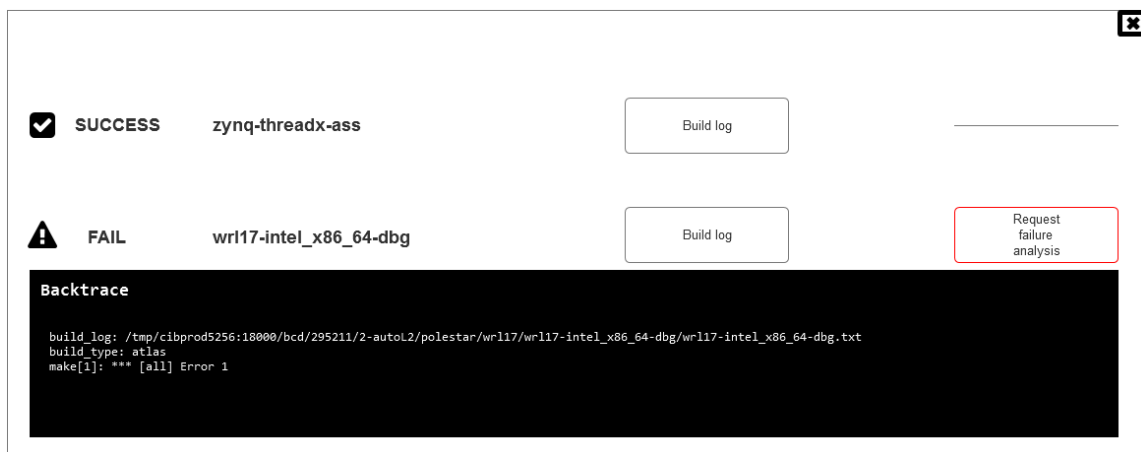 SUCCESS zynq-threadx-ass Build log
FAIL wrl17-intel_x86_64-dbg Build log Request
failure
analysis
Backtrace
build_log: /tmp/cibprod5256:18000/bcd/295211/2-autoL2/polestar/wrl17/wrl17-intel_x86_64-dbg/wrl17-intel_x86_64-dbg.txt
build_type: atlas
make[1]: *** [all] Error 1